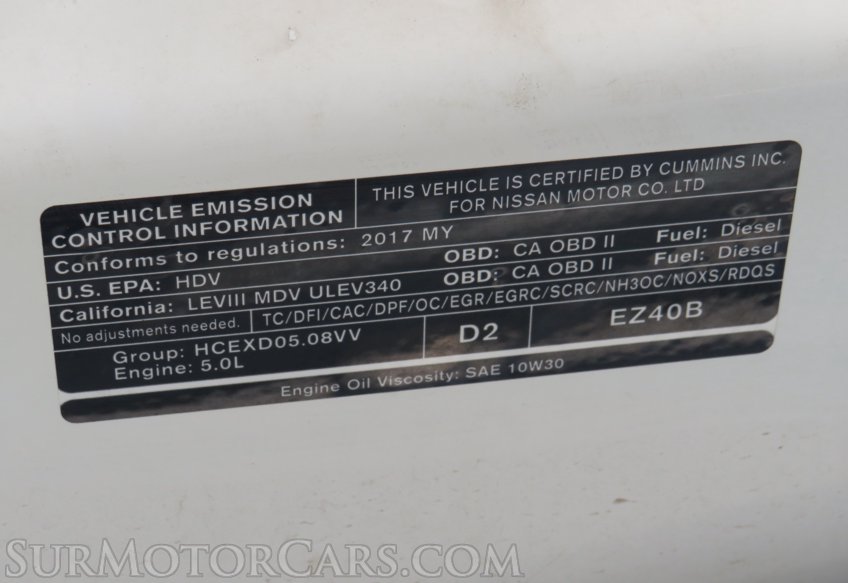 VEHICLE EMISSION
CONTROL INFORMATION
THIS VEHICLE IS CERTIFIED BY CUMMINS INC.
FOR NISSAN MOTOR CO. LTD
Conforms to regulations: 2017 MY
U.S. EPA: HDV OBD: CA OBD II Fuel: Diesel
California: LEVIII MDV ULEV340 OBD: CA OBD II Fuel: Diesel
No adjustments needed. TC/DFI/CAC/DPF/OC/EGR/EGRC/SCRC/NH3OC/NOXS/RDQS
Group: HCEXD05.08VV
Engine: 5.0L
D2
EZ40B
Engine Oil Viscosity: SAE 10W30
SurMotorCars.com